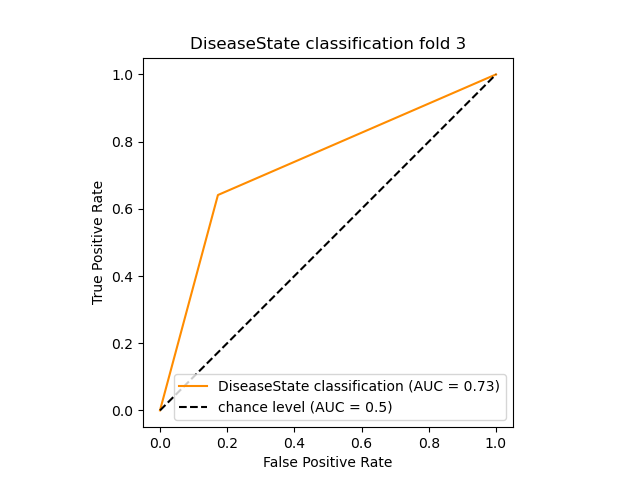 DiseaseState classification fold 3
1.0
0.8
0.6
0.4
0.2
0.0
True Positive Rate
DiseaseState classification (AUC = 0.73)
chance level (AUC = 0.5)
0.0 0.2 0.4 0.6 0.8 1.0
False Positive Rate